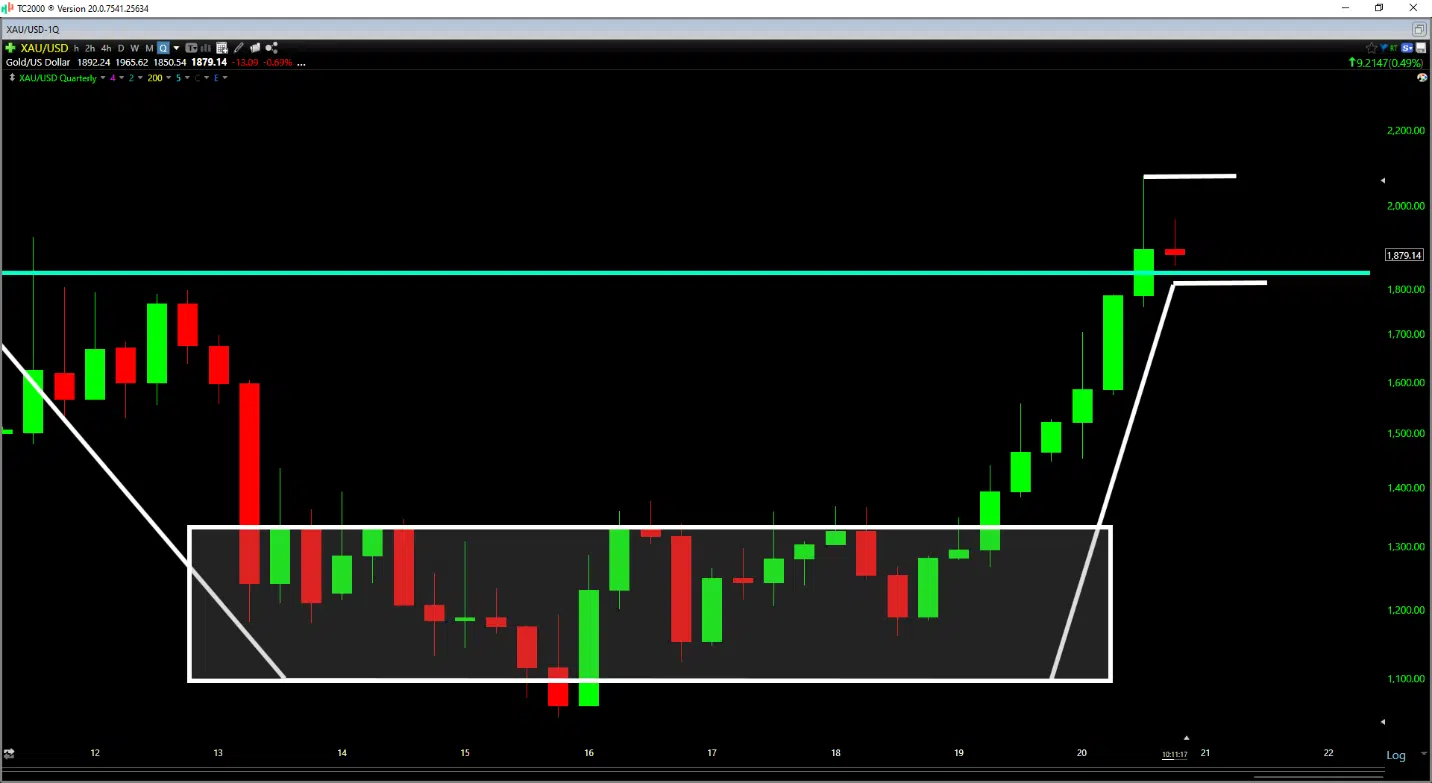 TC2000 ® Version 20.0.7541.25634
XAU/USD-1Q
XAU/USD h 2h 4h D W M Q
RT
Gold/US Dollar 1892.24 1965.62 1850.54 1879.14 -13.09 -0.69% ...
9.2147(0.49%)
XAU/USD Quarterly 4 2 200 5 C E
2,200.00
2,000.00
1,879.14
1,800.00
1,700.00
1,600.00
1,500.00
1,400.00
1,300.00
1,200.00
1,100.00
12 13 14 15 16 17 18 19 20 10:11:17 21 22
Log